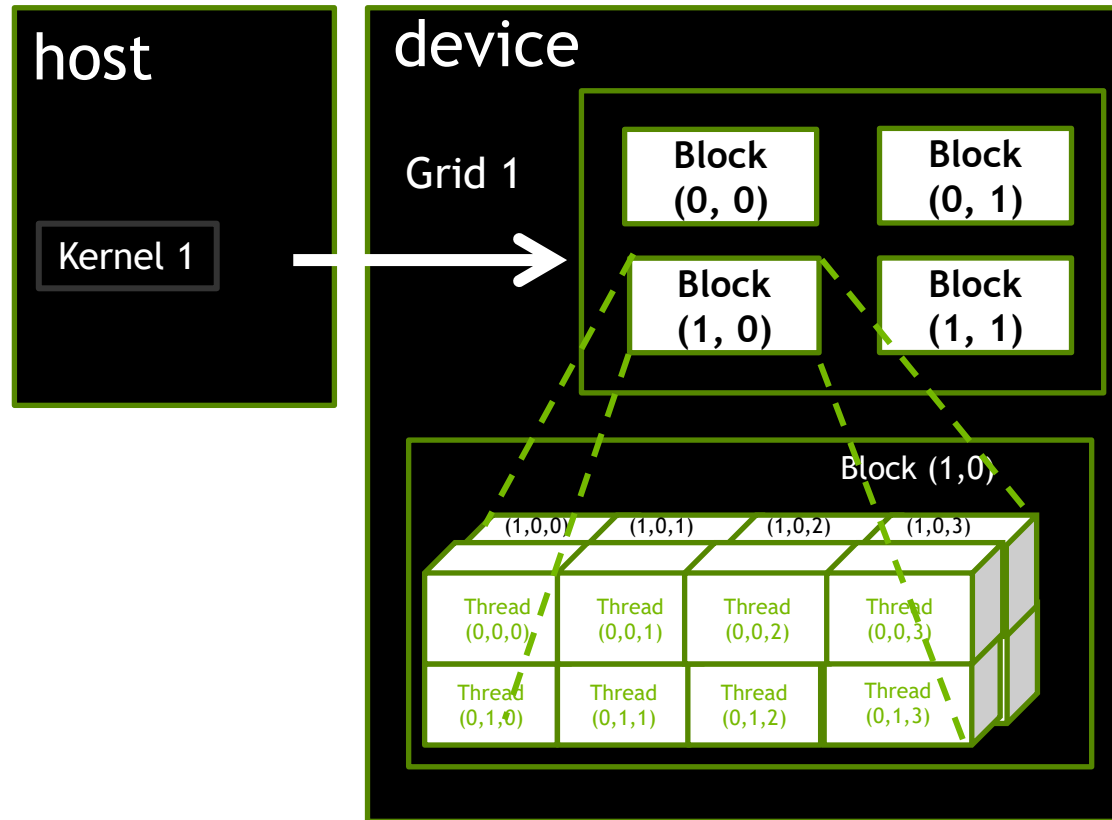 host
Kernel 1
device
Grid 1
Block
(0, 0)
Block
(0, 1)
Block
(1, 0)
Block
(1, 1)
Block (1,0)
(1,0,0)
(1,0,1)
(1,0,2)
(1,0,3)
Thread
(0,0,0)
Thread
(0,0,1)
Thread
(0,0,2)
Thread
(0,0,3)
Thread
(0,1,0)
Thread
(0,1,1)
Thread
(0,1,2)
Thread
(0,1,3)